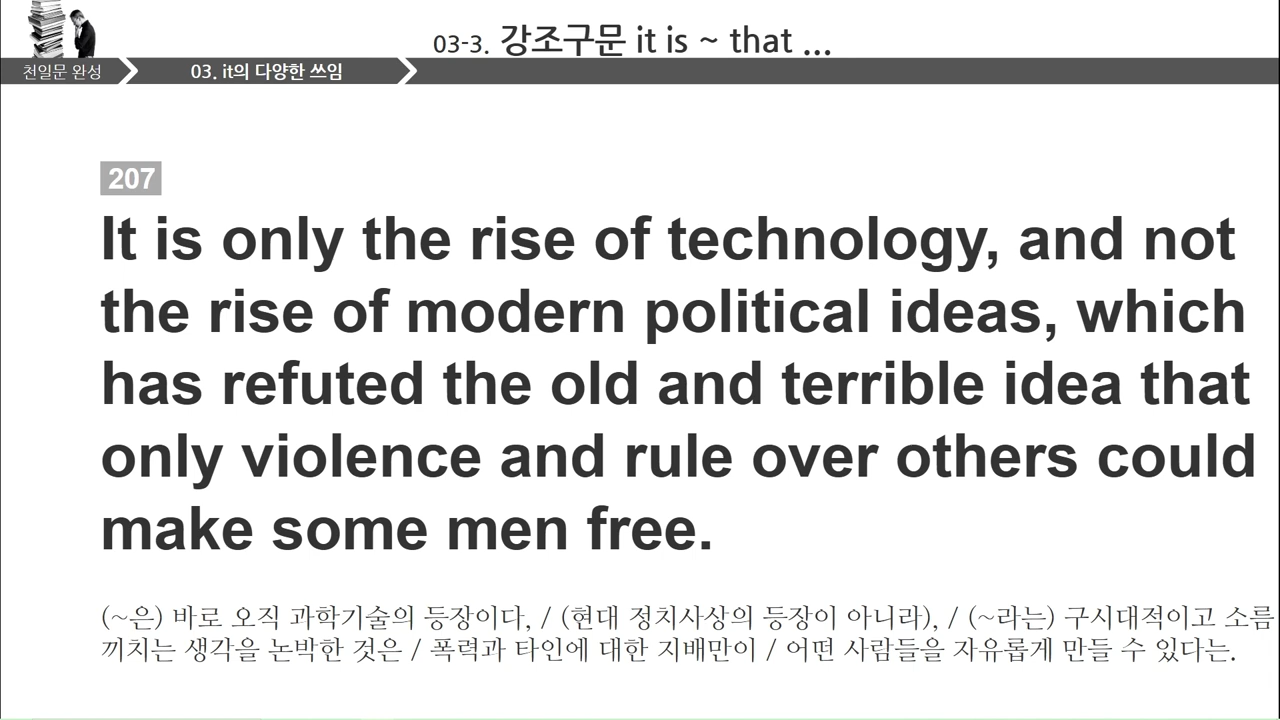 03-3. 강조구문 it is ~ that ...
천일문 완성
03. it의 다양한 쓰임
207
It is only the rise of technology, and not
the rise of modern political ideas, which
has refuted the old and terrible idea that
only violence and rule over others could
make some men free.
(~은) 바로 오직 과학기술의 등장이다, / (현대 정치사상의 등장이 아니라), / (~라는) 구시대적이고 소름
끼치는 생각을 논박한 것은 / 폭력과 타인에 대한 지배만이 / 어떤 사람들을 자유롭게 만들 수 있다는.